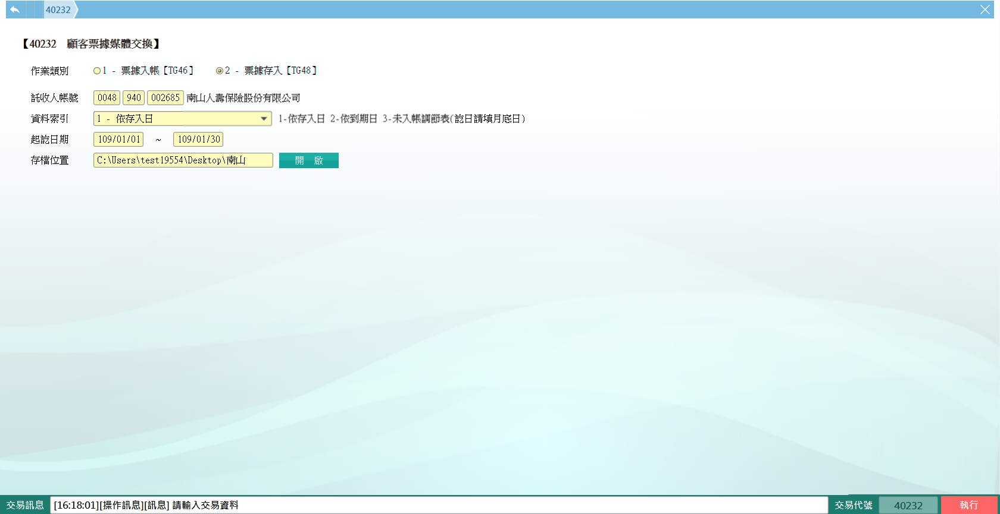 40232
【40232 顧客票據媒體交換】
作業類別 1 - 票據入帳【TG46】 2 - 票據存入【TG48】
託收人帳號 0048 940 002685 南山人壽保險股份有限公司
資料索引 1 - 依存入日 1-依存入日 2-依到期日 3-未入帳調節表(訖日請填月底日)
起訖日期 109/01/01 ~ 109/01/30
存檔位置 C:\Users\test19554\Desktop\南山 開 啟
交易訊息 [16:18:01][操作訊息][訊息] 請輸入交易資料 交易代號 40232 執行